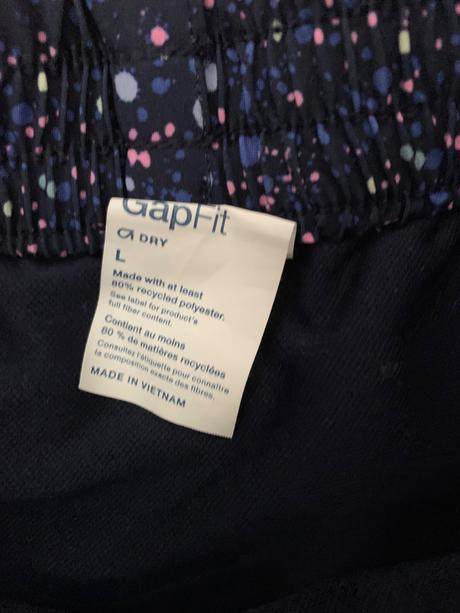 GapFit
DRY
L
Made with at least
80% recycled polyester.
See label for product's
full fiber content.
Contient au moins
80 % de matières recyclées
Consultez l'étiquette pour connaître
la composition exacte des fibres.
MADE IN VIETNAM